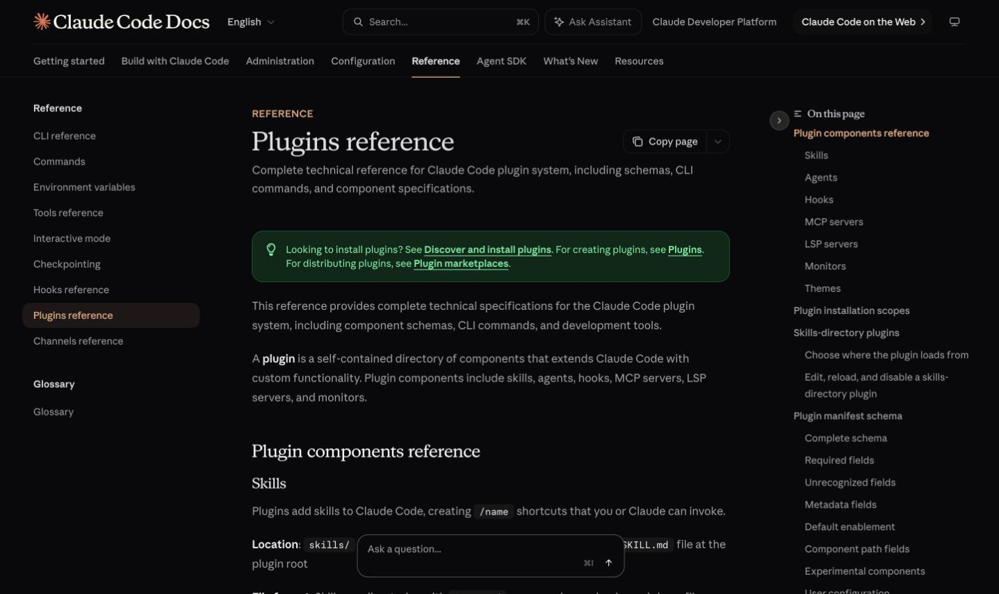 Claude Code Docs
English
Search...
⌘K
Ask Assistant
Claude Developer Platform
Claude Code on the Web
Getting started
Build with Claude Code
Administration
Configuration
Reference
Agent SDK
What's New
Resources
Reference
CLI reference
Commands
Environment variables
Tools reference
Interactive mode
Checkpointing
Hooks reference
Plugins reference
Channels reference
Glossary
Glossary
REFERENCE
Plugins reference
Copy page
Complete technical reference for Claude Code plugin system, including schemas, CLI
commands, and component specifications.
Looking to install plugins? See Discover and install plugins. For creating plugins, see Plugins.
For distributing plugins, see Plugin marketplaces.
This reference provides complete technical specifications for the Claude Code plugin
system, including component schemas, CLI commands, and development tools.
A plugin is a self-contained directory of components that extends Claude Code with
custom functionality. Plugin components include skills, agents, hooks, MCP servers, LSP
servers, and monitors.
Plugin components reference
Skills
Plugins add skills to Claude Code, creating /name shortcuts that you or Claude can invoke.
Location: skills/
SKILL.md file at the
plugin root
Ask a question...
⌘I
On this page
Plugin components reference
Skills
Agents
Hooks
MCP servers
LSP servers
Monitors
Themes
Plugin installation scopes
Skills-directory plugins
Choose where the plugin loads from
Edit, reload, and disable a skills-
directory plugin
Plugin manifest schema
Complete schema
Required fields
Unrecognized fields
Metadata fields
Default enablement
Component path fields
Experimental components
User configuration